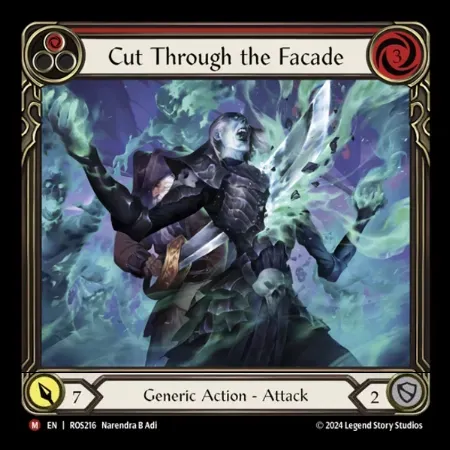 Cut Through the Facade
3
7
Generic Action - Attack
2
M EN | ROS216 Narendra B Adi
© 2024 Legend Story Studios